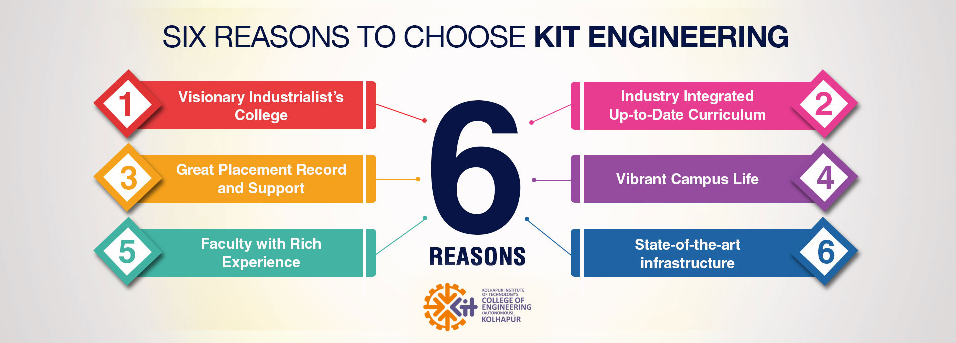 SIX REASONS TO CHOOSE KIT ENGINEERING
1
Visionary Industrialist's
College
2
Industry Integrated
Up-to-Date Curriculum
3
Great Placement Record
and Support
4
Vibrant Campus Life
5
Faculty with Rich
Experience
6
State-of-the-art
infrastructure
6
REASONS
Kit
KOLHAPUR INSTITUTE
OF TECHNOLOGY'S
COLLEGE OF
ENGINEERING
(AUTONOMOUS)
KOLHAPUR